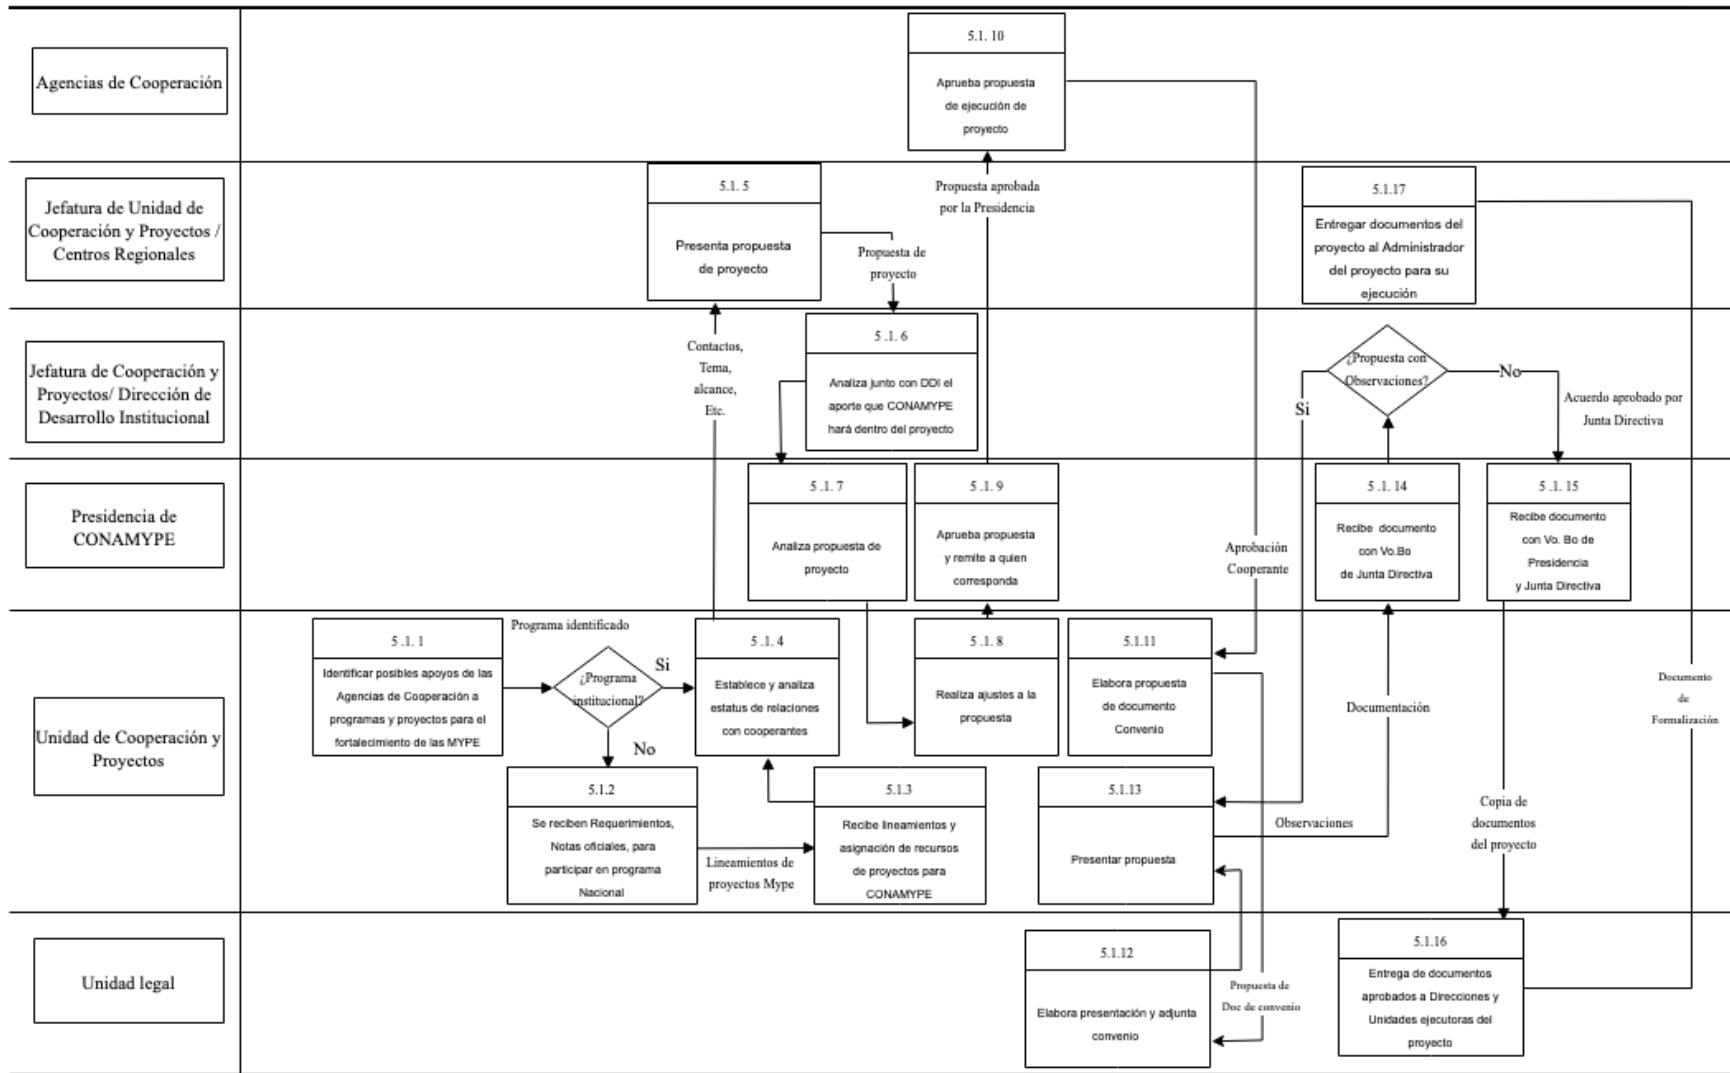 Agencias de Cooperación
5.1. 10
Aprueba propuesta
de ejecución de
proyecto
Jefatura de Unidad de
Cooperación y Proyectos /
Centros Regionales
5.1. 5
Presenta propuesta
de proyecto
Propuesta de
proyecto
Propuesta aprobada
por la Presidencia
5.1.17
Entregar documentos del
proyecto al Administrador
del proyecto para su
ejecución
Jefatura de Cooperación y
Proyectos/ Dirección de
Desarrollo Institucional
Contactos,
Tema,
alcance,
Etc.
5 .1. 6
Analiza junto con DDI el
aporte que CONAMYPE
hará dentro del proyecto
¿Propuesta con
Observaciones?
Si
No
Acuerdo aprobado por
Junta Directiva
Presidencia de
CONAMYPE
5 .1. 7
Analiza propuesta de
proyecto
5 .1. 9
Aprueba propuesta
y remite a quien
corresponda
Aprobación
Cooperante
5 .1. 14
Recibe documento
con Vo.Bo
de Junta Directiva
5 .1. 15
Recibe documento
con Vo. Bo de
Presidencia
y Junta Directiva
Unidad de Cooperación y
Proyectos
5 .1. 1
Identificar posibles apoyos de las
Agencias de Cooperación a
programas y proyectos para el
fortalecimiento de las MYPE
Programa identificado
¿Programa
institucional?
Si
No
5 .1. 4
Establece y analiza
estatus de relaciones
con cooperantes
5 .1. 8
Realiza ajustes a la
propuesta
5.1.11
Elabora propuesta
de documento
Convenio
Documentación
Documento
de
Formalización
5.1.2
Se reciben Requerimientos,
Notas oficiales, para
participar en programa
Nacional
Lineamientos de
proyectos Mype
5.1.3
Recibe lineamientos y
asignación de recursos
de proyectos para
CONAMYPE
5.1.13
Presentar propuesta
Observaciones
Copia de
documentos
del proyecto
Unidad legal
5.1.12
Elabora presentación y adjunta
convenio
Propuesta de
Doc de convenio
5.1.16
Entrega de documentos
aprobados a Direcciones y
Unidades ejecutoras del
proyecto